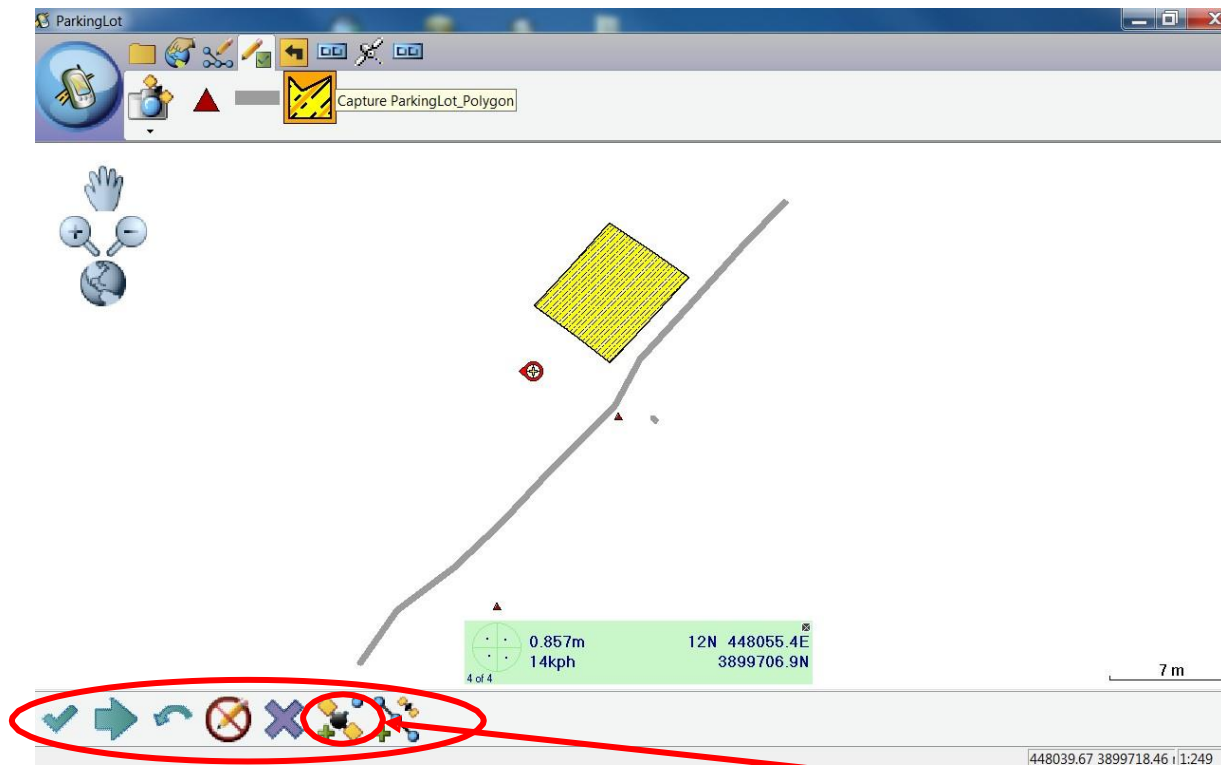 ParkingLot
Capture ParkingLot_Polygon
0.857m
12N 448055.4E
14kph
3899706.9N
4 of 4
7 m
448039.67 3899718.46
1:249